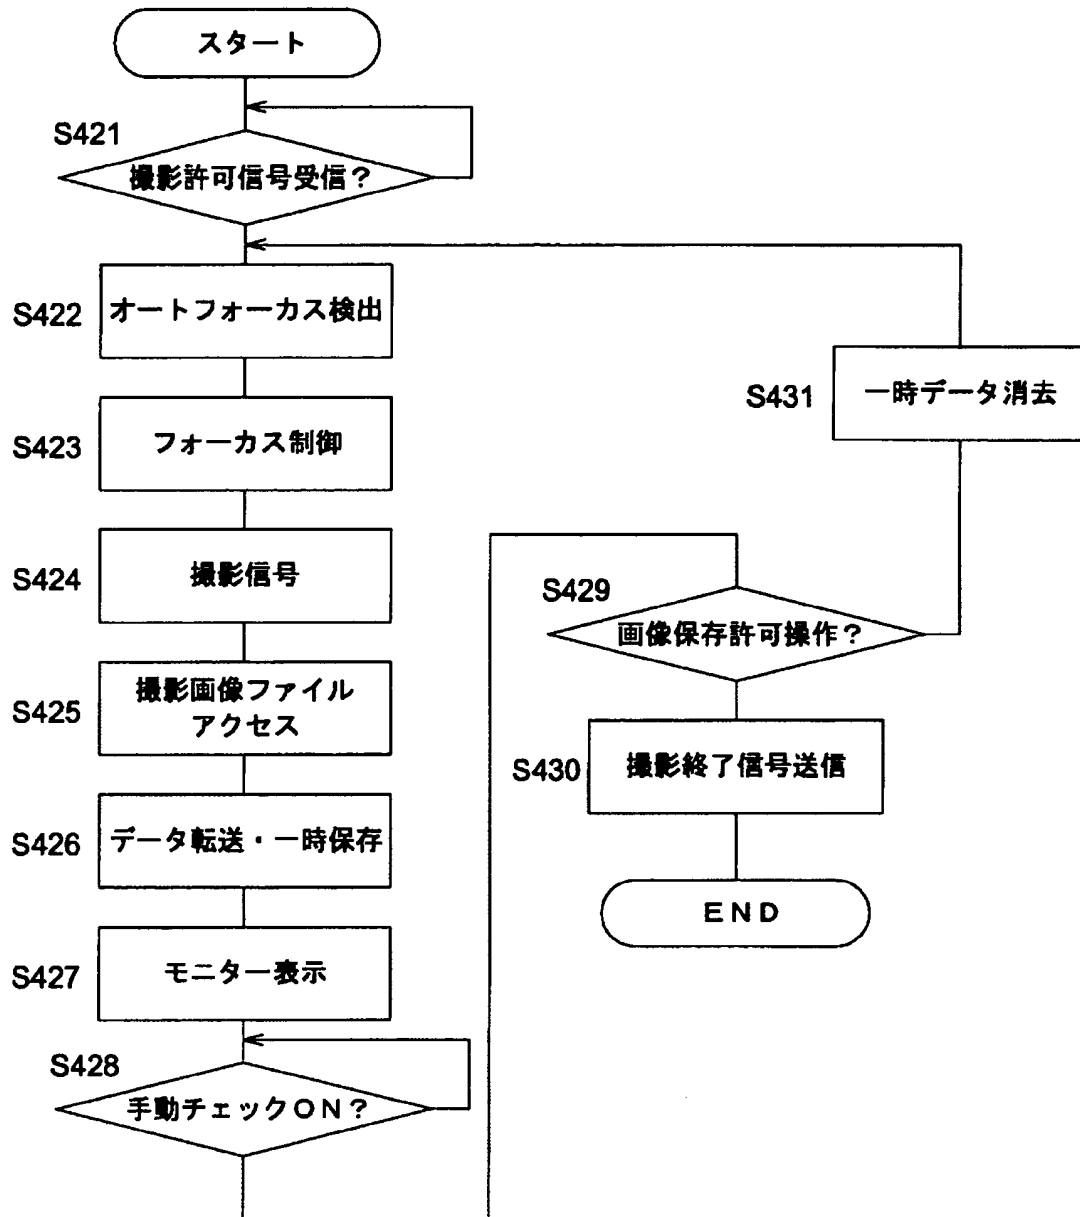 スタート
S421
撮影許可信号受信？
S422
オートフォーカス検出
S423
フォーカス制御
S424
撮影信号
S425
撮影画像ファイル
アクセス
S426
データ転送・一時保存
S427
モニター表示
S428
手動チェックＯＮ？
S429
画像保存許可操作？
S430
撮影終了信号送信
ＥＮＤ
S431
一時データ消去